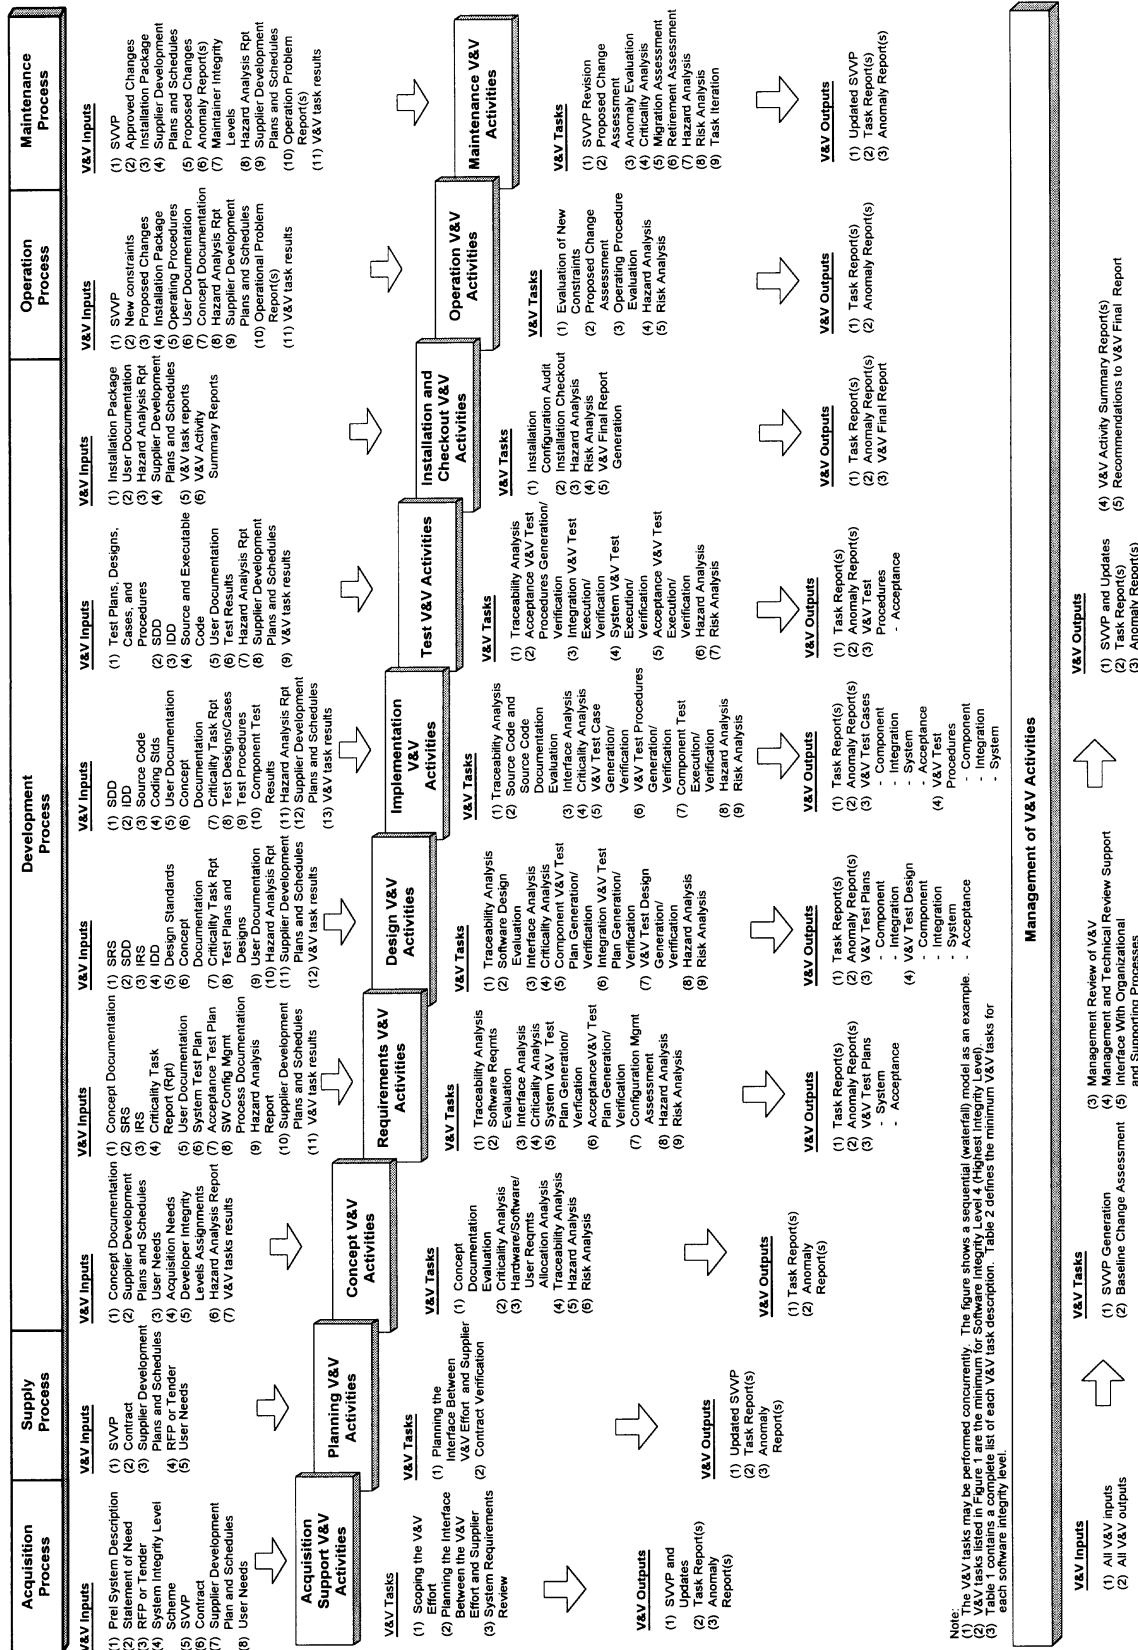 Acquisition
Process
Supply
Process
Development
Process
Operation
Process
Maintenance
Process
V&V Inputs
(1) Prel System Description
(2) Statement of Need
(3) RFP or Tender
(4) System Integrity Level
Scheme
(5) SVVP
(6) Contract
(7) Supplier Development
Plan and Schedules
(8) User Needs
Acquisition
Support V&V
Activities
V&V Tasks
(1) Scoping the V&V
Effort
(2) Planning the Interface
Between the V&V
Effort and Supplier
(3) System Requirements
Review
V&V Outputs
(1) SVVP and
Updates
(2) Task Report(s)
(3) Anomaly
Report(s)
V&V Inputs
(1) SVVP
(2) Contract
(3) Supplier Development
Plans and Schedules
(4) RFP or Tender
(5) User Needs
Planning V&V
Activities
V&V Tasks
(1) Planning the
Interface Between
V&V Effort and Supplier
(2) Contract Verification
V&V Outputs
(1) Updated SVVP
(2) Task Report(s)
(3) Anomaly
Report(s)
V&V Inputs
(1) Concept Documentation
(2) Supplier Development
Plans and Schedules
(3) User Needs
(4) Acquisition Needs
(5) Developer Integrity
Levels Assignments
(6) Hazard Analysis Report
(7) V&V tasks results
Concept V&V
Activities
V&V Tasks
(1) Concept
Documentation
Evaluation
(2) Criticality Analysis
(3) Hardware/Software/
User Reqmts
Allocation Analysis
(4) Traceability Analysis
(5) Hazard Analysis
(6) Risk Analysis
V&V Outputs
(1) Task Report(s)
(2) Anomaly
Report(s)
V&V Inputs
(1) Concept Documentation
(2) SRS
(3) IRS
(4) Criticality Task
Report (Rpt)
(5) User Documentation
(6) System Test Plan
(7) Acceptance Test Plan
(8) SW Config Mgmt
Process Documentation
(9) Hazard Analysis
Report
(10) Supplier Development
Plans and Schedules
(11) V&V task results
Requirements V&V
Activities
V&V Tasks
(1) Traceability Analysis
(2) Software Reqmts
Evaluation
(3) Interface Analysis
(4) Criticality Analysis
(5) System V&V Test
Plan Generation/
Verification
(6) AcceptanceV&V Test
Plan Generation/
Verification
(7) Configuration Mgmt
Assessment
(8) Hazard Analysis
(9) Risk Analysis
V&V Outputs
(1) Task Report(s)
(2) Anomaly Report(s)
(3) V&V Test Plans
- System
- Acceptance
V&V Inputs
(1) SRS
(2) SDD
(3) IRS
(4) IDD
(5) Design Standards
(6) Concept
Documentation
(7) Criticality Task Rpt
(8) Test Plans and
Designs
(9) User Documentation
(10) Hazard Analysis Rpt
(11) Supplier Development
Plans and Schedules
(12) V&V task results
Design V&V
Activities
V&V Tasks
(1) Traceability Analysis
(2) Software Design
Evaluation
(3) Interface Analysis
(4) Criticality Analysis
(5) Component V&V Test
Plan Generation/
Verification
(6) Integration V&V Test
Plan Generation/
Verification
(7) V&V Test Design
Generation/
Verification
(8) Hazard Analysis
(9) Risk Analysis
V&V Outputs
(1) Task Report(s)
(2) Anomaly Report(s)
(3) V&V Test Plans
- Component
- Integration
(4) V&V Test Design
- Component
- Integration
- System
- Acceptance
V&V Inputs
(1) SDD
(2) IDD
(3) Source Code
(4) Coding Stds
(5) User Documentation
(6) Concept
Documentation
(7) Criticality Task Rpt
(8) Test Designs/Cases
(9) Test Procedures
(10) Component Test
Results
(11) Hazard Analysis Rpt
(12) Supplier Development
Plans and Schedules
(13) V&V task results
Implementation
V&V
Activities
V&V Tasks
(1) Traceability Analysis
(2) Source Code and
Source Code
Documentation
Evaluation
(3) Interface Analysis
(4) Criticality Analysis
(5) V&V Test Case
Generation/
Verification
(6) V&V Test Procedures
Generation/
Verification
(7) Component Test
Execution/
Verification
(8) Hazard Analysis
(9) Risk Analysis
V&V Outputs
(1) Task Report(s)
(2) Anomaly Report(s)
(3) V&V Test Cases
- Component
- Integration
- System
- Acceptance
(4) V&V Test
Procedures
- Component
- Integration
- System
V&V Inputs
(1) Test Plans, Designs,
Cases, and
Procedures
(2) SDD
(3) IDD
(4) Source and Executable
Code
(5) User Documentation
(6) Test Results
(7) Hazard Analysis Rpt
(8) Supplier Development
Plans and Schedules
(9) V&V task results
Test V&V Activities
V&V Tasks
(1) Traceability Analysis
(2) Acceptance V&V Test
Procedures Generation/
Verification
(3) Integration V&V Test
Execution/
Verification
(4) System V&V Test
Execution/
Verification
(5) Acceptance V&V Test
Execution/
Verification
(6) Hazard Analysis
(7) Risk Analysis
V&V Outputs
(1) Task Report(s)
(2) Anomaly Report(s)
(3) V&V Test
Procedures
- Acceptance
V&V Inputs
(1) Installation Package
(2) User Documentation
(3) Hazard Analysis Rpt
(4) Supplier Development
Plans and Schedules
(5) V&V task reports
(6) V&V Activity
Summary Reports
Installation and
Checkout V&V
Activities
V&V Tasks
(1) Installation
Configuration Audit
(2) Installation Checkout
(3) Hazard Analysis
(4) Risk Analysis
(5) V&V Final Report
Generation
V&V Outputs
(1) Task Report(s)
(2) Anomaly Report(s)
(3) V&V Final Report
V&V Inputs
(1) SVVP
(2) New constraints
(3) Proposed Changes
(4) Installation Package
(5) Operating Procedures
(6) User Documentation
(7) Concept Documentation
(8) Hazard Analysis Rpt
(9) Supplier Development
Plans and Schedules
(10) Operational Problem
Report(s)
(11) V&V task results
Operation V&V
Activities
V&V Tasks
(1) Evaluation of New
Constraints
(2) Proposed Change
Assessment
(3) Operating Procedure
Evaluation
(4) Hazard Analysis
(5) Risk Analysis
V&V Outputs
(1) Task Report(s)
(2) Anomaly Report(s)
V&V Inputs
(1) SVVP
(2) Approved Changes
(3) Installation Package
(4) Supplier Development
Plans and Schedules
(5) Proposed Changes
(6) Anomaly Report(s)
(7) Maintainer Integrity
Levels
(8) Hazard Analysis Rpt
(9) Supplier Development
Plans and Schedules
(10) Operation Problem
Report(s)
(11) V&V task results
Maintenance V&V
Activities
V&V Tasks
(1) SVVP Revision
(2) Proposed Change
Assessment
(3) Anomaly Evaluation
(4) Criticality Analysis
(5) Migration Assessment
(6) Retirement Assessment
(7) Hazard Analysis
(8) Risk Analysis
(9) Task Iteration
V&V Outputs
(1) Updated SVVP
(2) Task Report(s)
(3) Anomaly Report(s)
Note:
(1) The V&V tasks may be performed concurrently. The figure shows a sequential (waterfall) model as an example.
(2) V&V tasks listed in Figure 1 are the minimum for Software Integrity Level 4 (Highest Integrity Level).
(3) Table 1 contains a complete list of each V&V task description. Table 2 defines the minimum V&V tasks for
each software integrity level.
Management of V&V Activities
V&V Inputs
(1) All V&V inputs
(2) All V&V outputs
V&V Tasks
(1) SVVP Generation
(2) Baseline Change Assessment
(3) Management Review of V&V
(4) Management and Technical Review Support
(5) Interface With Organizational
and Supporting Processes
V&V Outputs
(1) SVVP and Updates
(2) Task Report(s)
(3) Anomaly Report(s)
(4) V&V Activity Summary Report(s)
(5) Recommendations to V&V Final Report